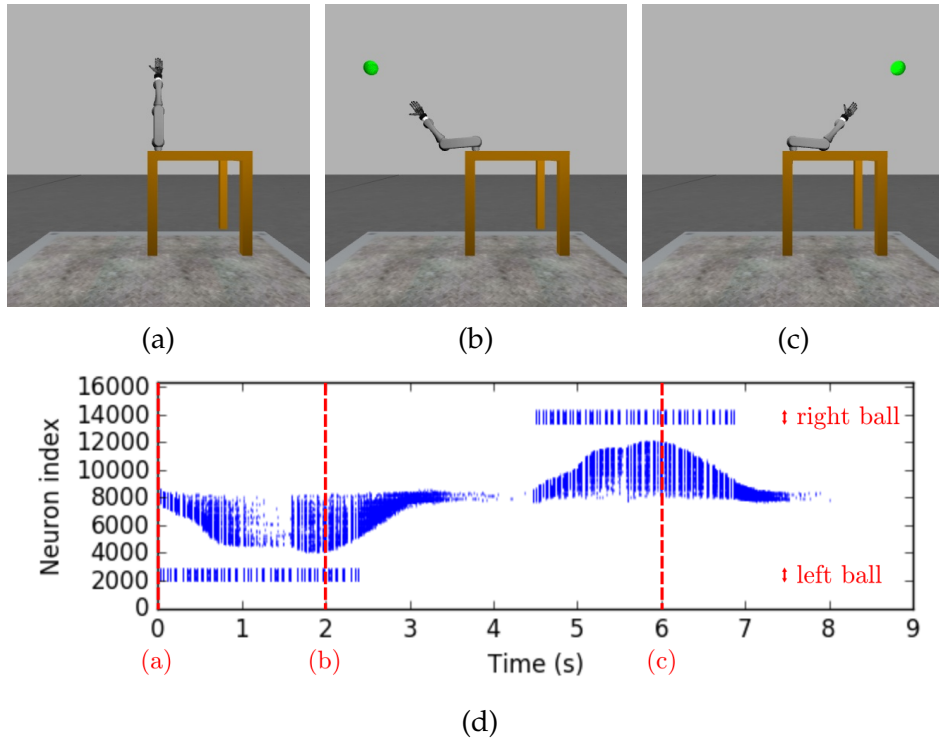 (a)
(b)
(c)
16000
14000
12000
10000
8000
6000
4000
2000
0
Neuron index
right ball
left ball
0 1 2 3 4 5 6 7 8 9
(a)
(b)
(c)
Time (s)
(d)